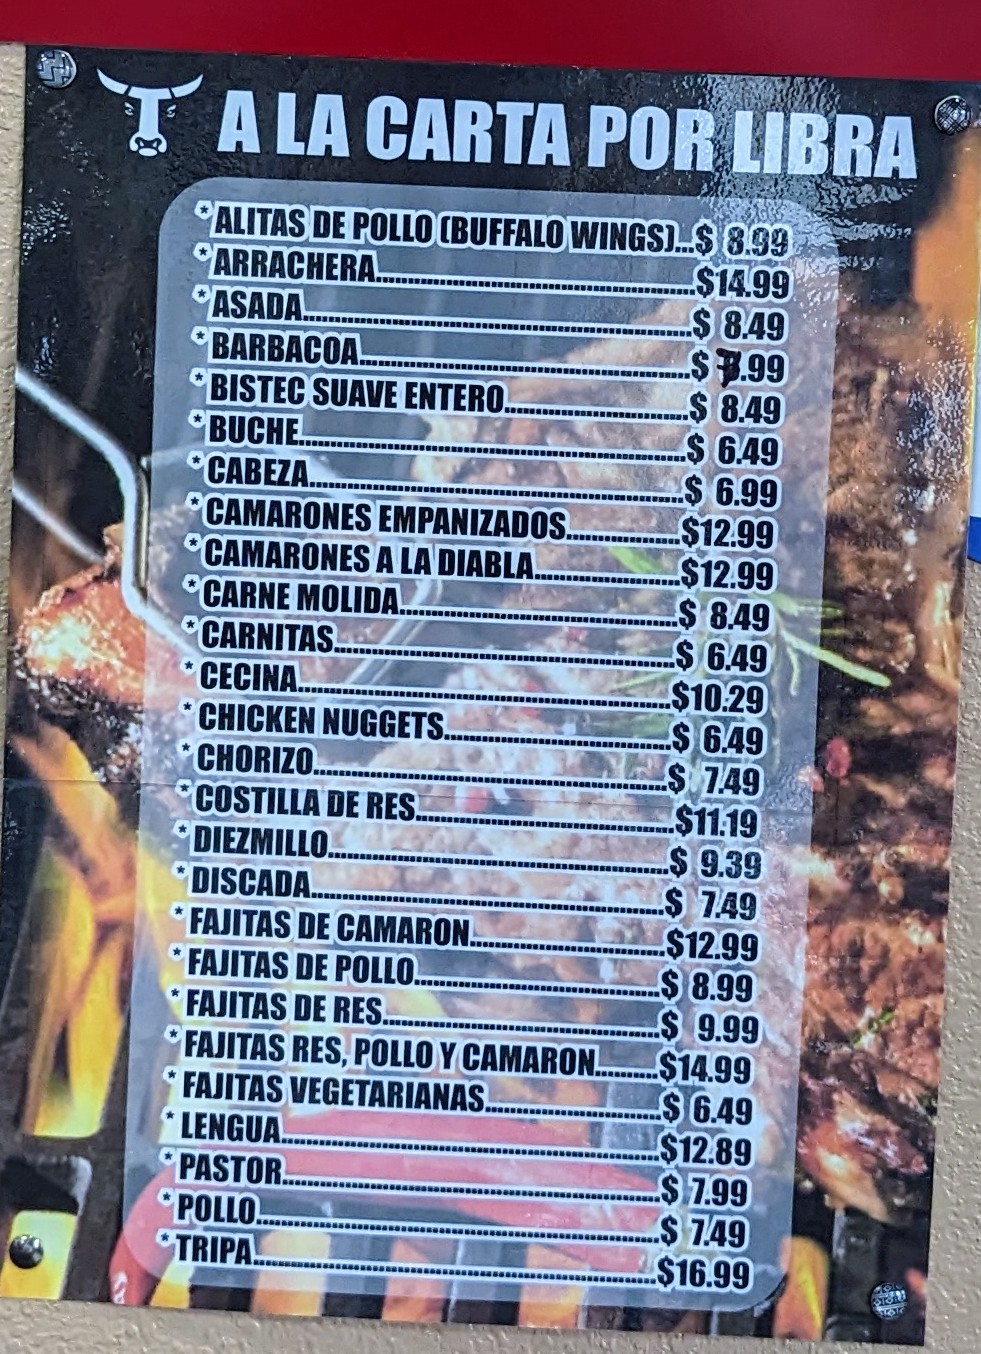 A LA CARTA POR LIBRA
*ALITAS DE POLLO (BUFFALO WINGS)...$ 8.99
*ARRACHERA...$14.99
*ASADA...$ 8.49
*BARBACOA...$ .99
*BISTEC SUAVE ENTERO...$ 8.49
*BUCHE...$ 6.49
*CABEZA...$ 6.99
*CAMARONES EMPANIZADOS...$12.99
*CAMARONES A LA DIABLA...$12.99
*CARNE MOLIDA...$ 8.49
*CARNITAS...$ 6.49
*CECINA...$10.29
*CHICKEN NUGGETS...$ 6.49
*CHORIZO...$ 7.49
*COSTILLA DE RES...$11.19
*DIEZMILLO...$ 9.39
*DISCADA...$ 7.49
*FAJITAS DE CAMARON...$12.99
*FAJITAS DE POLLO...$ 8.99
*FAJITAS DE RES...$ 9.99
*FAJITAS RES, POLLO Y CAMARON...$14.99
*FAJITAS VEGETARIANAS...$ 6.49
*LENGUA...$12.89
*PASTOR...$ 7.99
*POLLO...$ 7.49
*TRIPA...$16.99